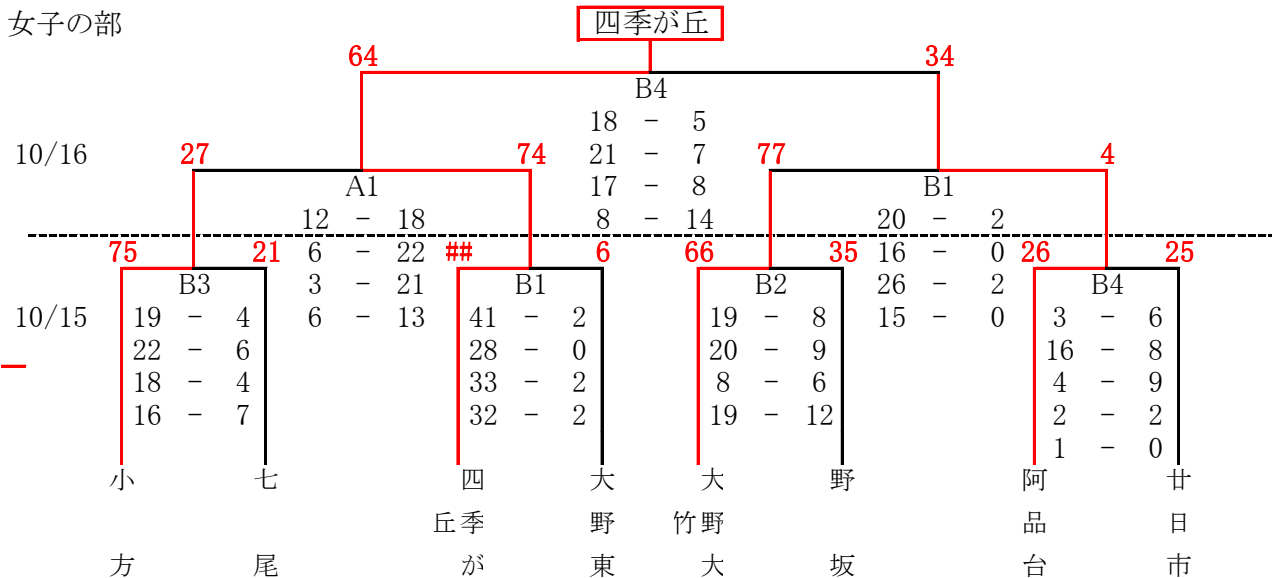 女子の部
四季が丘
64 34
B4
18 - 5
10/16 27 74 21 - 7 77 4
A1 17 - 8 B1
12 - 18 8 - 14 20 - 2
75 21 6 - 22 ## 6 66 35 16 - 0 26 25
B3 3 - 21 B1 B2 26 - 2 B4
10/15 19 - 4 6 - 13 41 - 2 19 - 8 15 - 0 3 - 6
22 - 6 28 - 0 20 - 9 16 - 8
18 - 4 33 - 2 8 - 6 4 - 9
16 - 7 32 - 2 19 - 12 2 - 2
1 - 0
小方
七尾
四季が丘
大野東
大野大竹
野坂
阿品台
廿日市